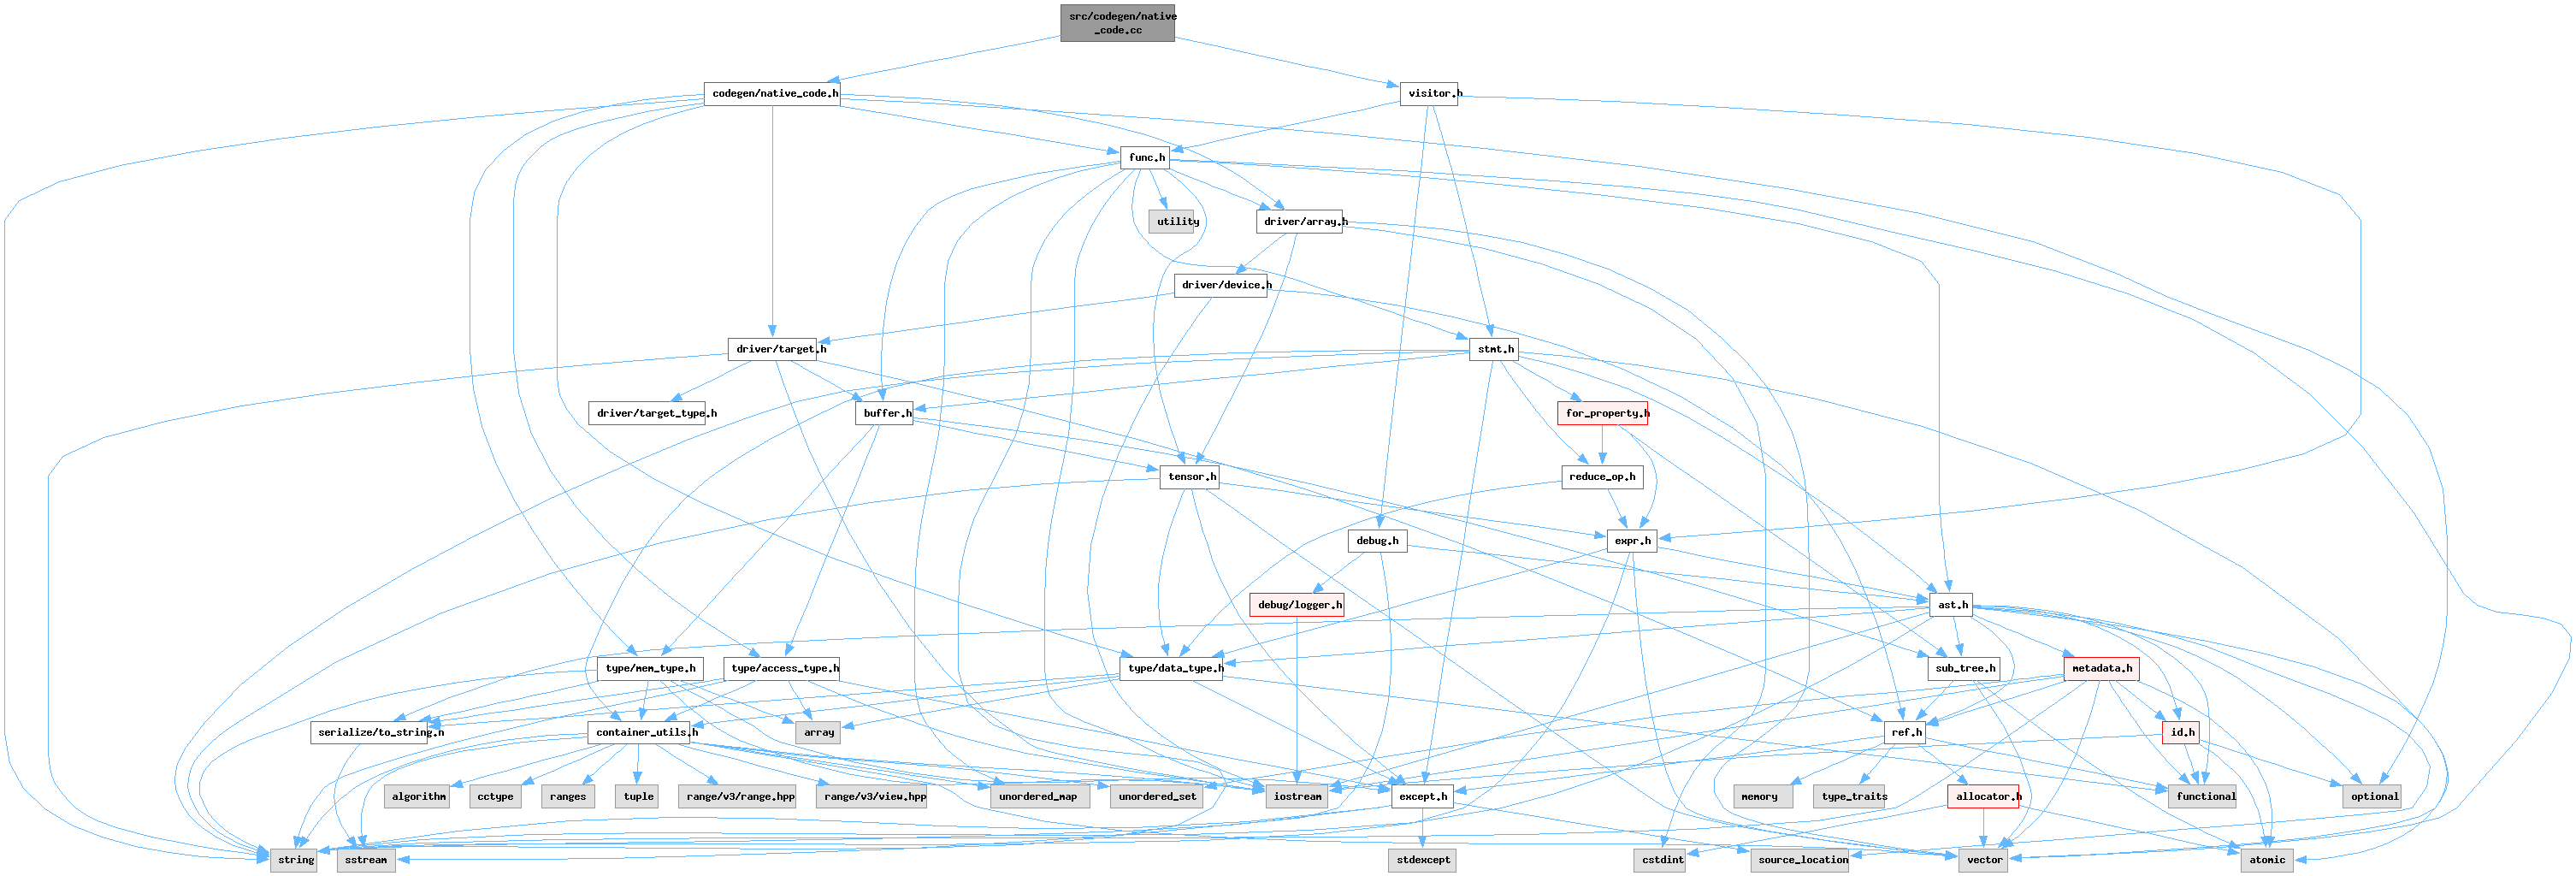 src/codegen/native
_code.cc
codegen/native_code.h
visitor.h
func.h
utility
driver/array.h
driver/device.h
driver/target.h
stmt.h
driver/target_type.h
buffer.h
for_property.h
tensor.h
reduce_op.h
debug.h
expr.h
debug/logger.h
ast.h
type/mem_type.h
type/access_type.h
type/data_type.h
sub_tree.h
metadata.h
serialize/to_string.h
container_utils.h
array
ref.h
id.h
algorithm
cctype
ranges
tuple
range/v3/range.hpp
range/v3/view.hpp
unordered_map
unordered_set
iostream
except.h
memory
type_traits
allocator.h
functional
optional
string
sstream
stdexcept
cstdint
source_location
vector
atomic